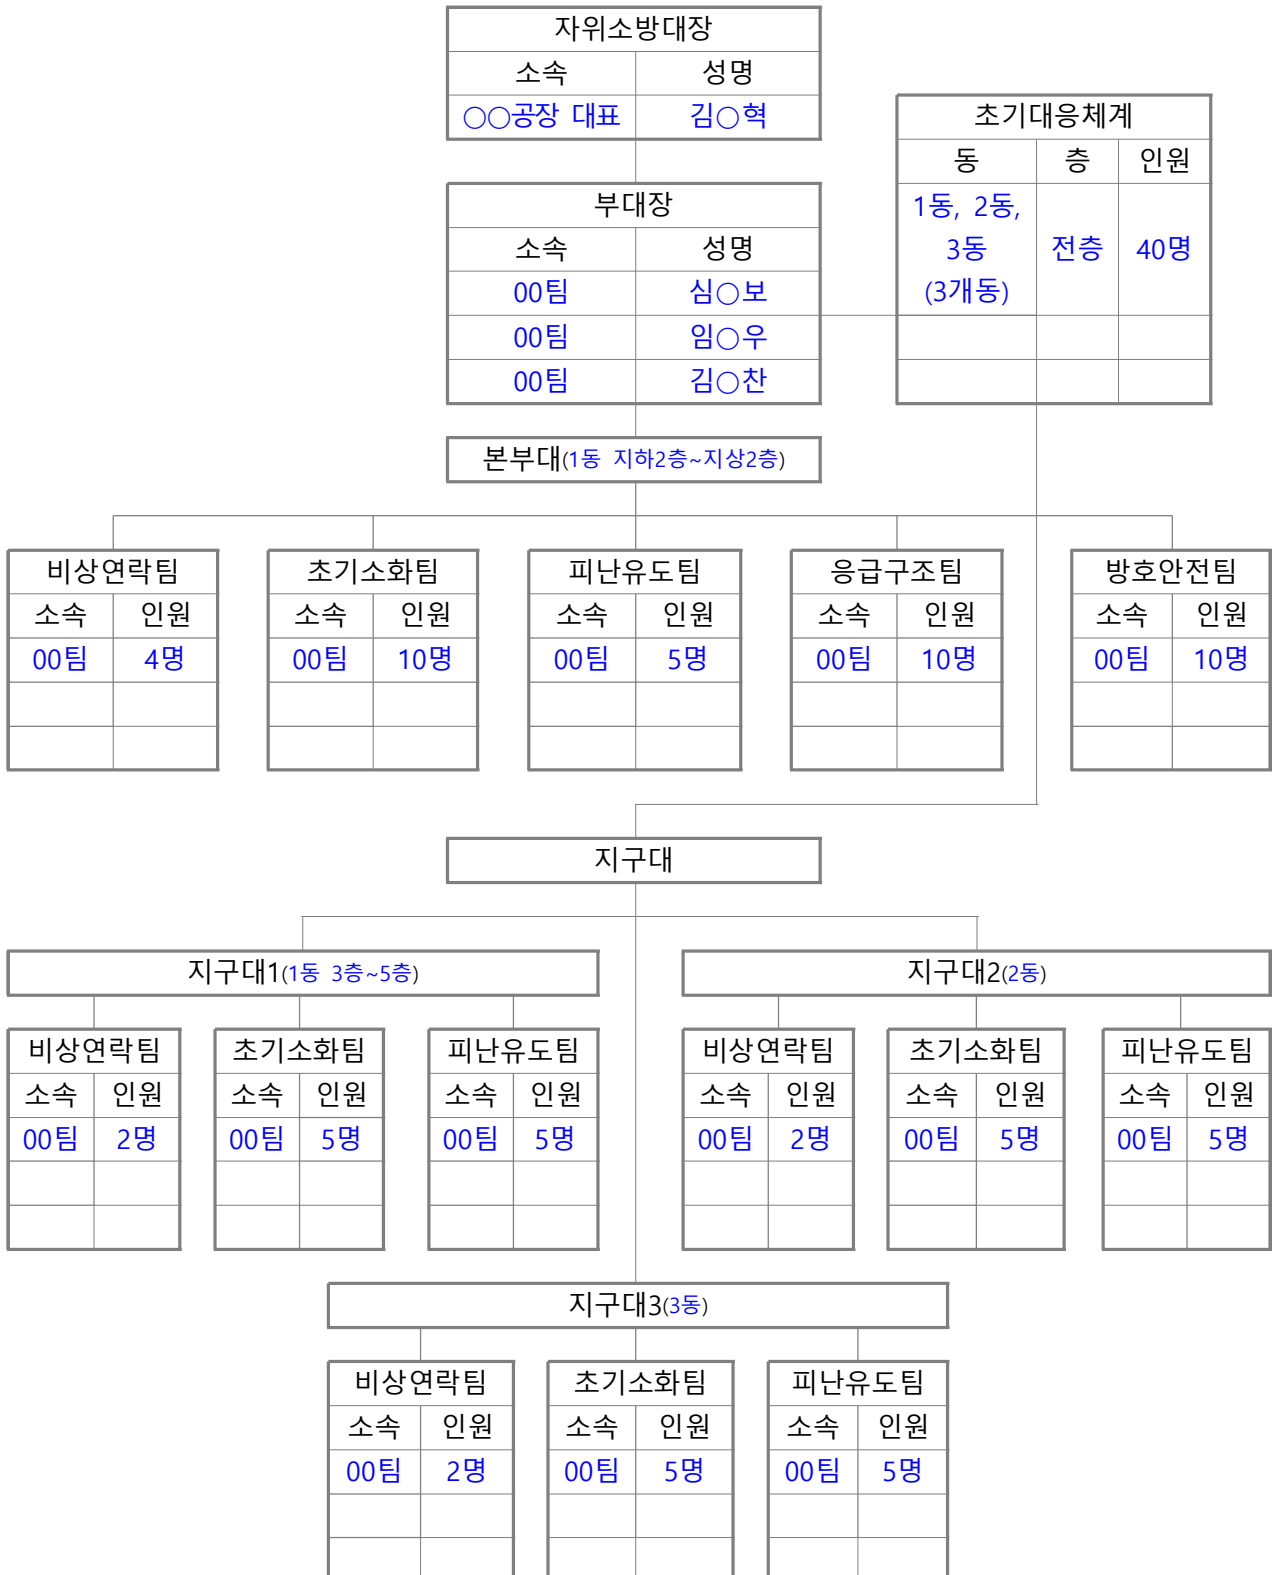 자위소방대장
소속 성명
○○공장 대표 김○혁
초기대응체계
동 층 인원
1동, 2동,
3동 전층 40명
(3개동)
부대장
소속 성명
00팀 심○보
00팀 임○우
00팀 김○찬
본부대(1동 지하2층~지상2층)
비상연락팀 초기소화팀 피난유도팀 응급구조팀 방호안전팀
소속 인원 소속 인원 소속 인원 소속 인원 소속 인원
00팀 4명 00팀 10명 00팀 5명 00팀 10명 00팀 10명
지구대
지구대1(1동 3층~5층) 지구대2(2동)
비상연락팀 초기소화팀 피난유도팀 비상연락팀 초기소화팀 피난유도팀
소속 인원 소속 인원 소속 인원 소속 인원 소속 인원 소속 인원
00팀 2명 00팀 5명 00팀 5명 00팀 2명 00팀 5명 00팀 5명
지구대3(3동)
비상연락팀 초기소화팀 피난유도팀
소속 인원 소속 인원 소속 인원
00팀 2명 00팀 5명 00팀 5명